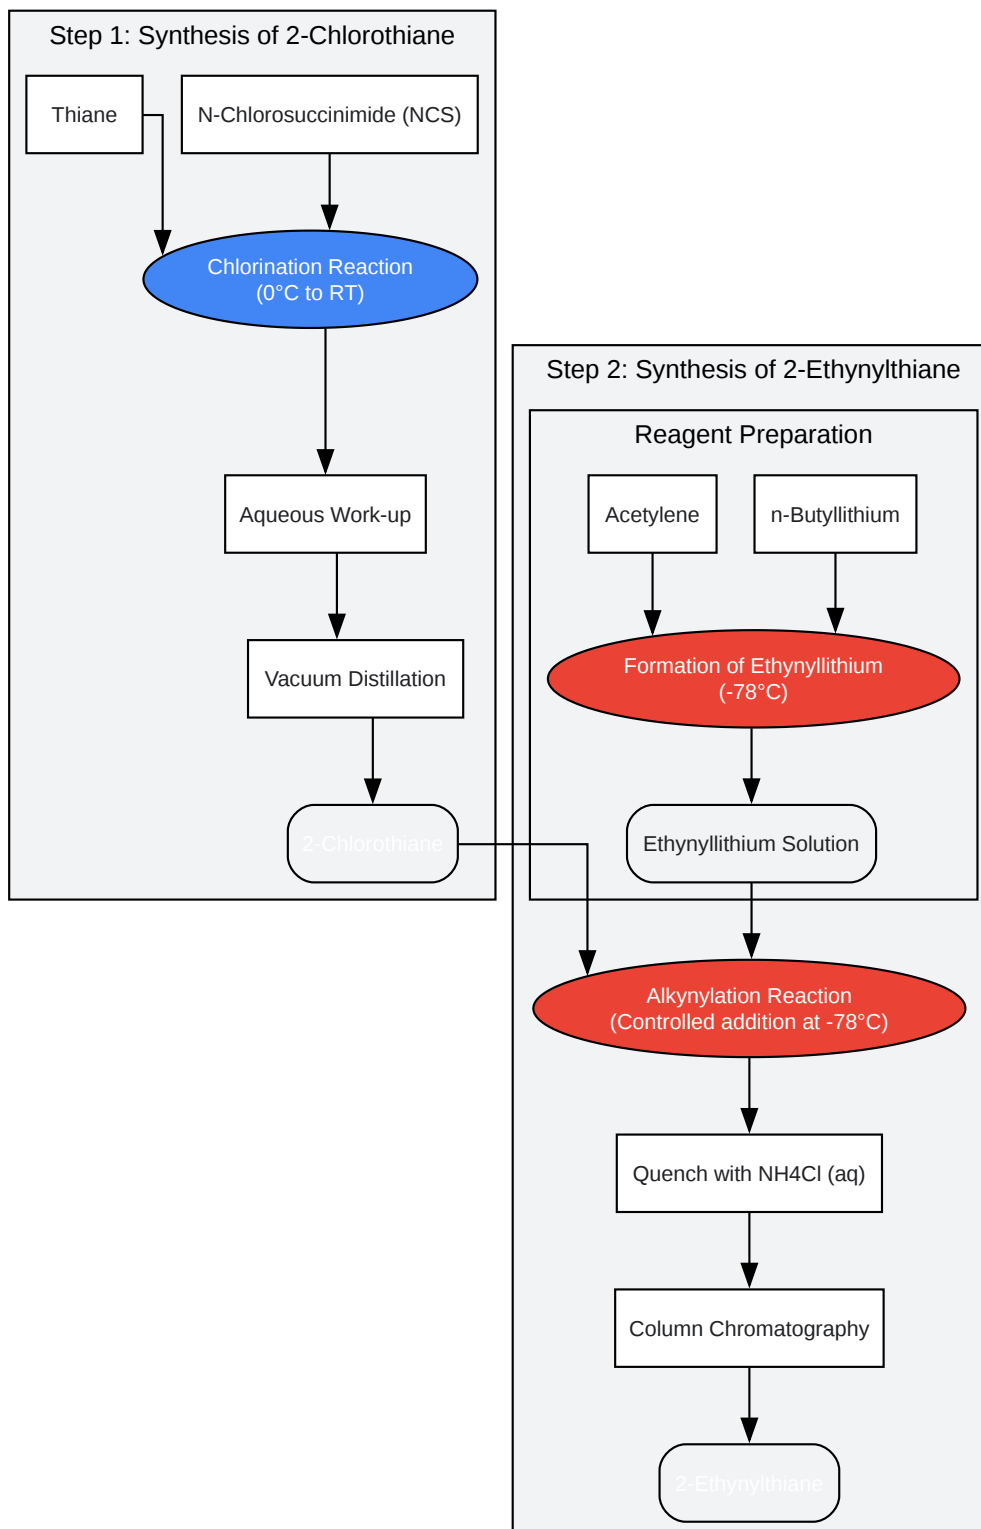 Step 1: Synthesis of 2-Chlorothiane
Thiane
N-Chlorosuccinimide (NCS)
Chlorination Reaction
(0°C to RT)
Aqueous Work-up
Vacuum Distillation
2-Chlorothiane
Step 2: Synthesis of 2-Ethynylthiane
Reagent Preparation
Acetylene
n-Butyllithium
Formation of Ethynyllithium
(-78°C)
Ethynyllithium Solution
Alkynylation Reaction
(Controlled addition at -78°C)
Quench with NH4Cl (aq)
Column Chromatography
2-Ethynylthiane